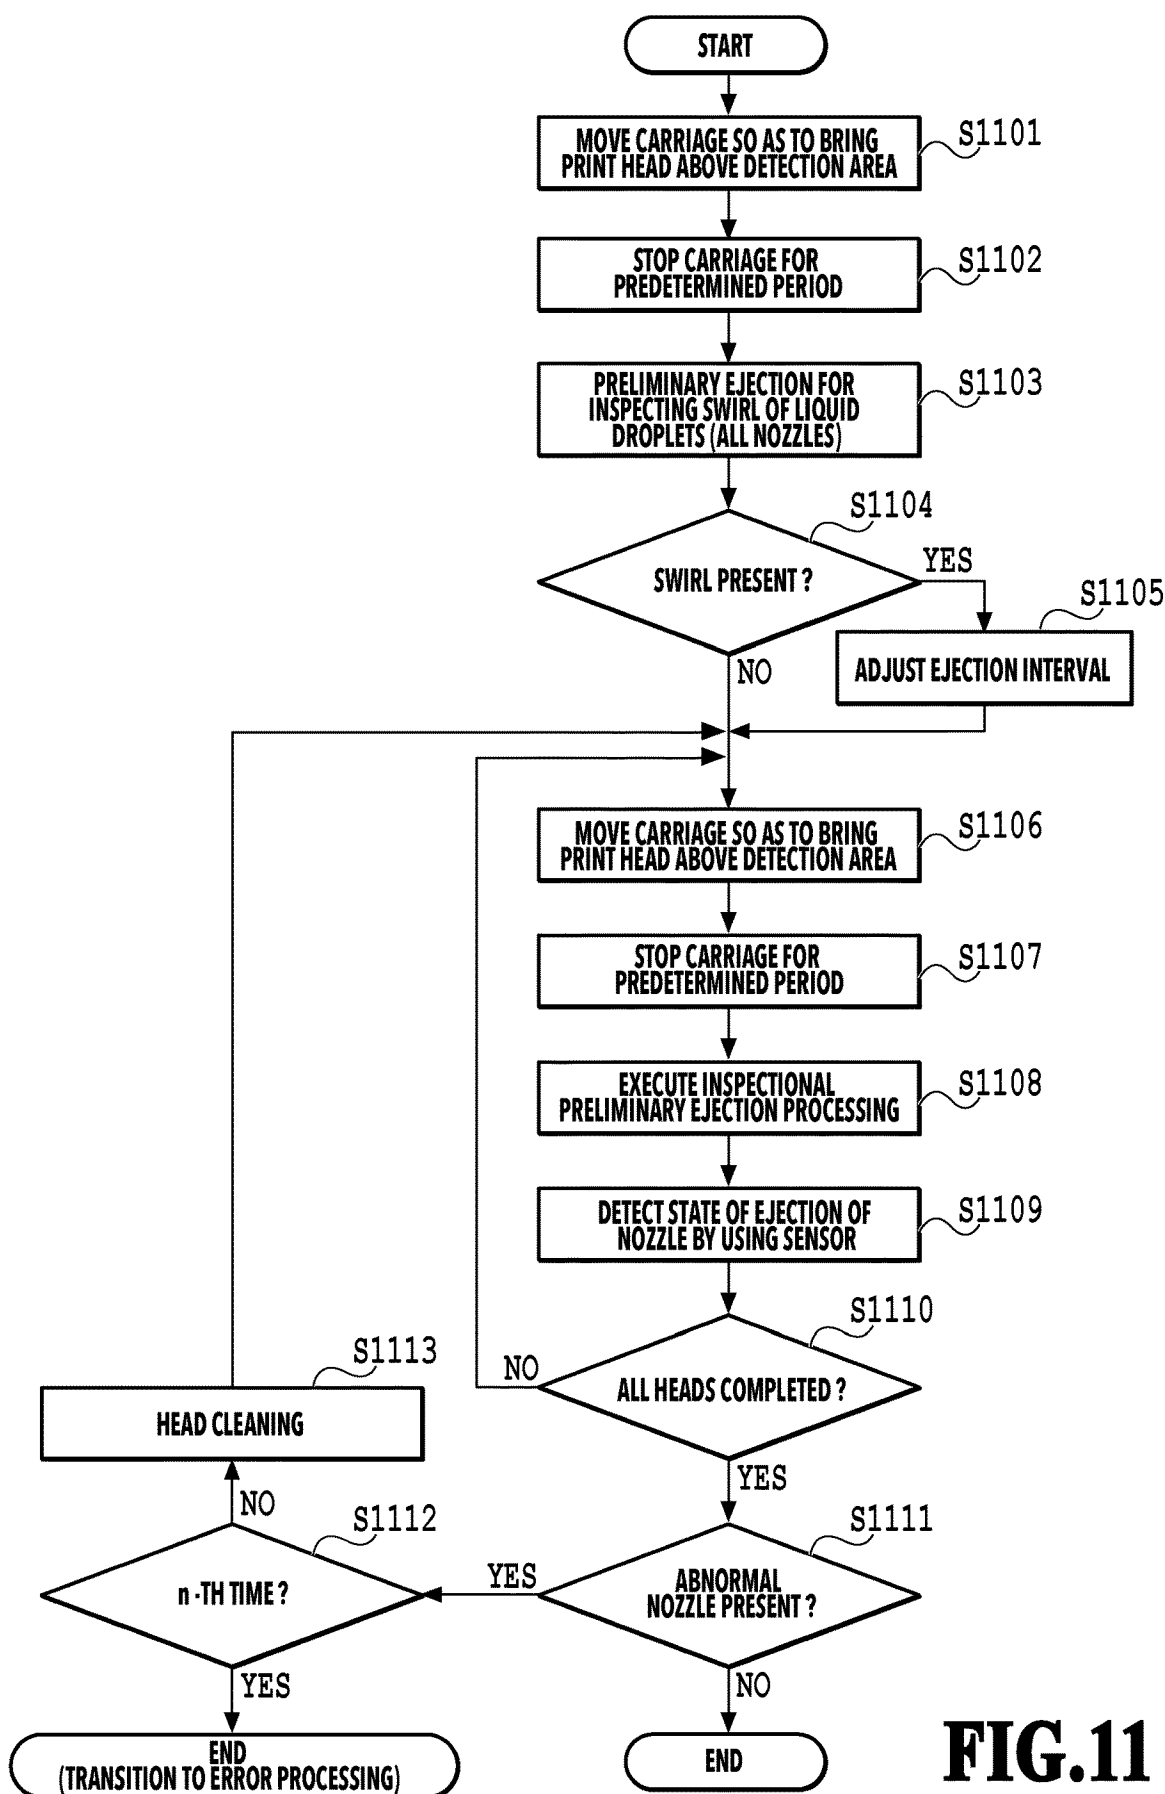 START
MOVE CARRIAGE SO AS TO BRING
PRINT HEAD ABOVE DETECTION AREA
S1101
STOP CARRIAGE FOR
PREDETERMINED PERIOD
S1102
PRELIMINARY EJECTION FOR
INSPECTING SWIRL OF LIQUID
DROPLETS (ALL NOZZLES)
S1103
S1104
SWIRL PRESENT ?
YES
NO
S1105
ADJUST EJECTION INTERVAL
MOVE CARRIAGE SO AS TO BRING
PRINT HEAD ABOVE DETECTION AREA
S1106
STOP CARRIAGE FOR
PREDETERMINED PERIOD
S1107
EXECUTE INSPECTIONAL
PRELIMINARY EJECTION PROCESSING
S1108
DETECT STATE OF EJECTION OF
NOZZLE BY USING SENSOR
S1109
S1110
ALL HEADS COMPLETED ?
NO
YES
S1113
HEAD CLEANING
NO
S1112
n -TH TIME ?
YES
S1111
ABNORMAL
NOZZLE PRESENT ?
YES
NO
END
(TRANSITION TO ERROR PROCESSING)
END
FIG.11